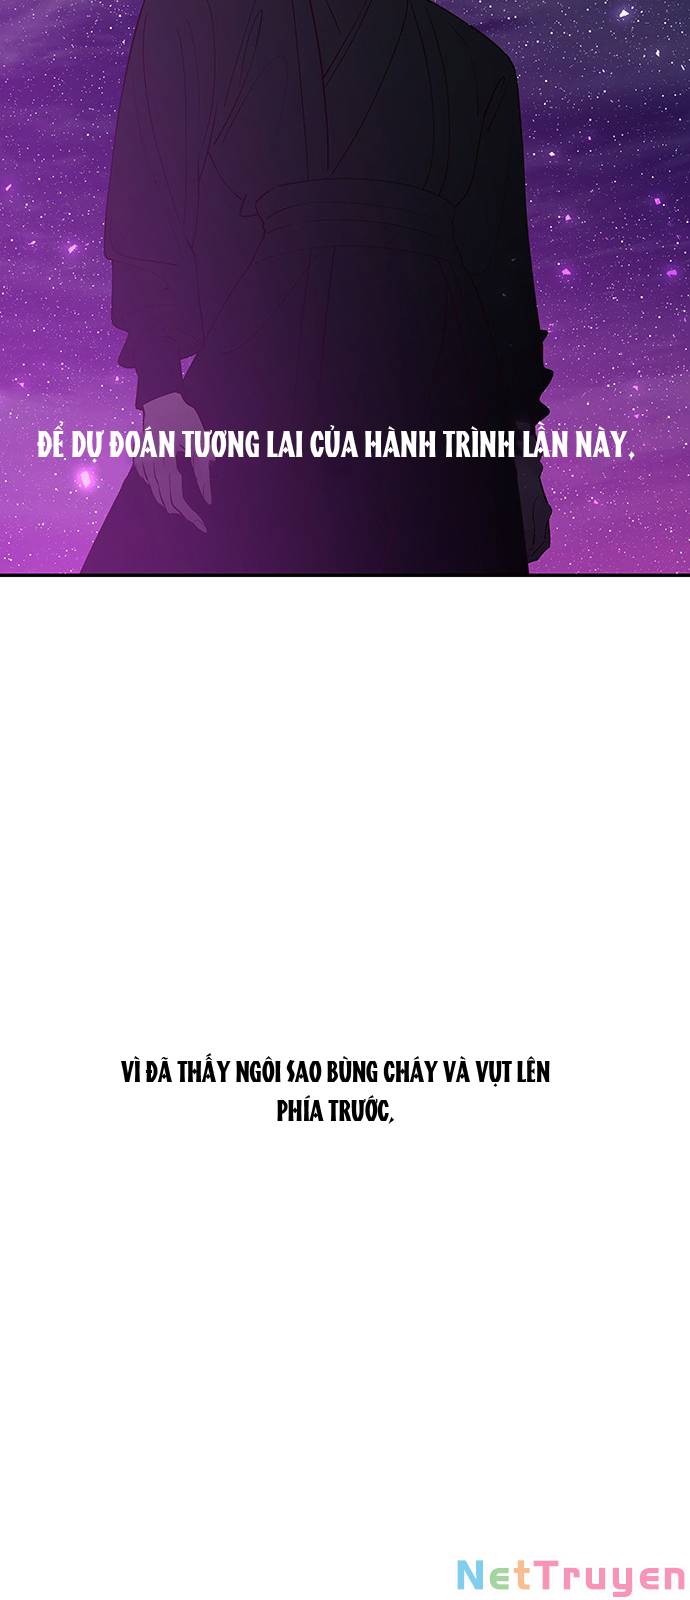 ĐỂ DỰ ĐOÁN TƯƠNG LAI CỦA HÀNH TRÌNH LẦN NÀY.
VÌ ĐÃ THẤY NGÔI SAO BÙNG CHÁY VÀ VỤT LÊN
PHÍA TRƯỚC,
NetTruyen